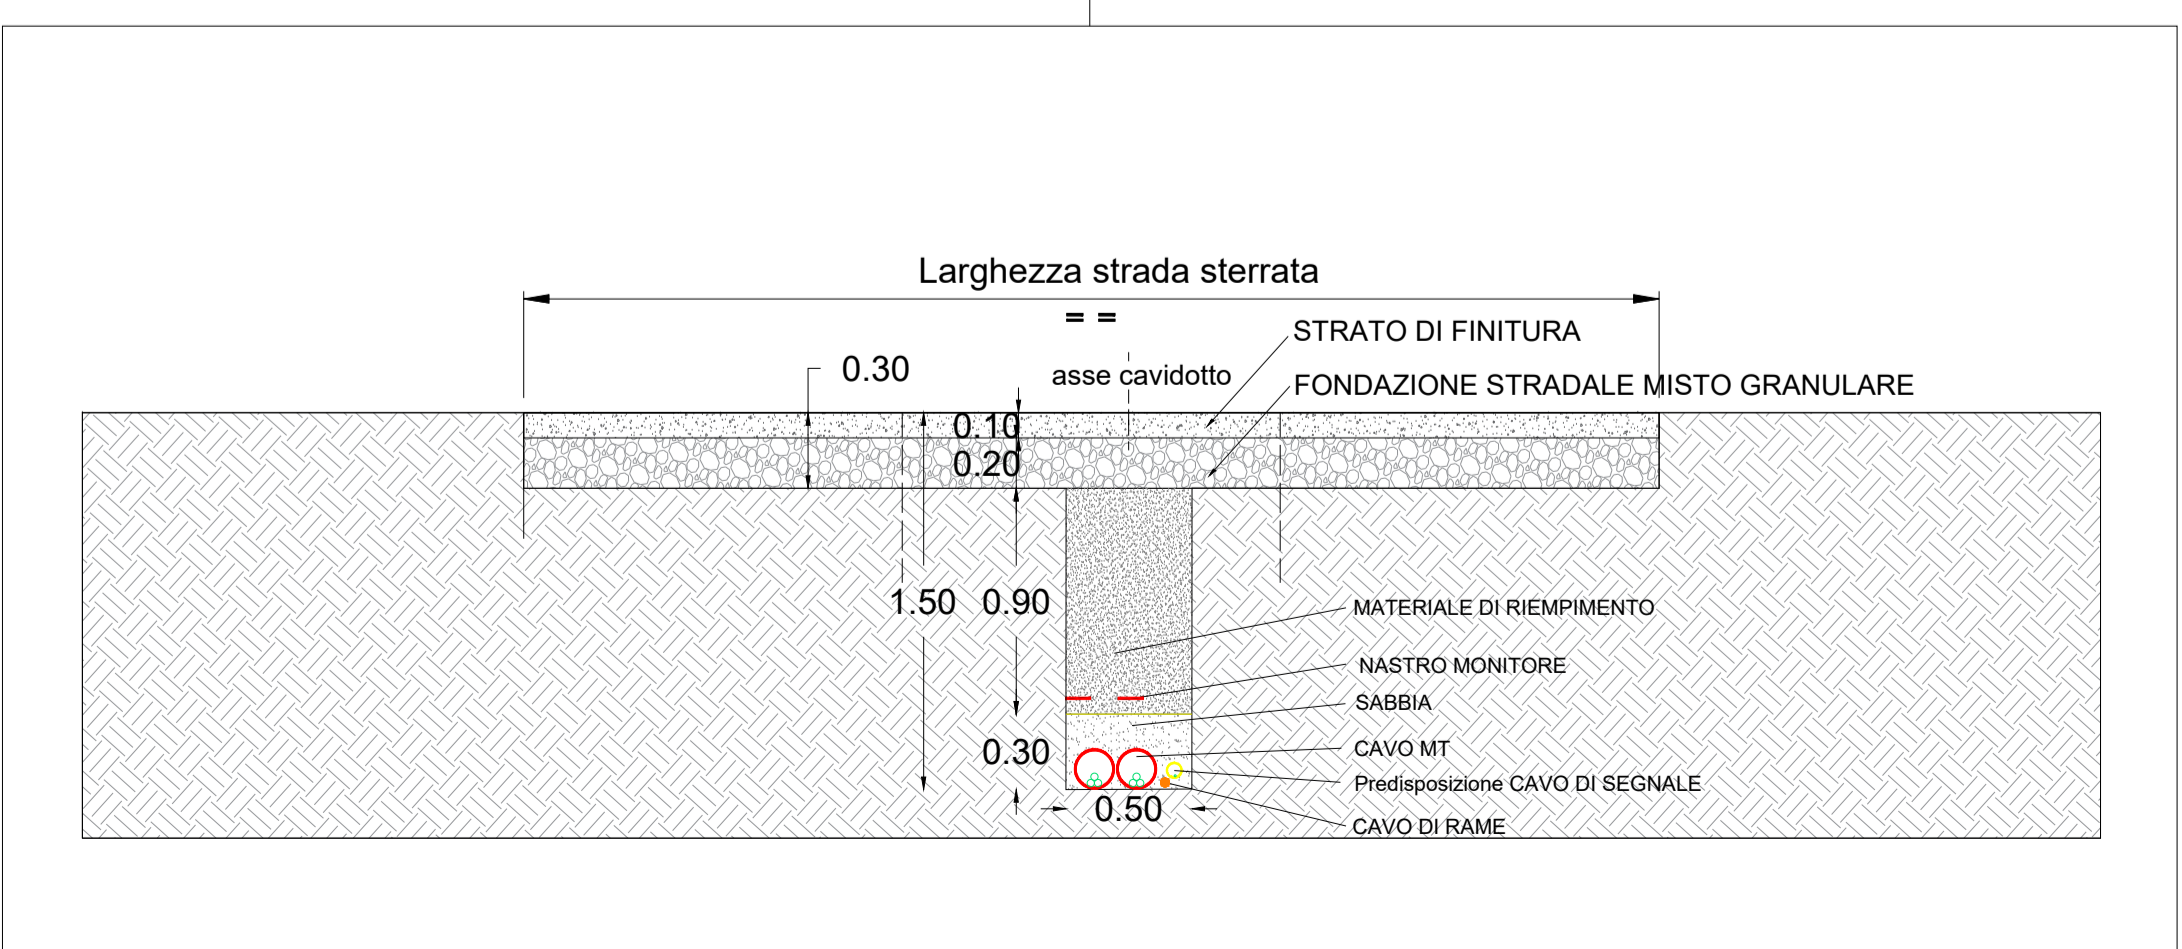 Larghezza strada sterrata
= =
STRATO DI FINITURA
0.30
asse cavidotto
FONDAZIONE STRADALE MISTO GRANULARE
0.10
0.20
1.50
0.90
MATERIALE DI RIEMPIMENTO
NASTRO MONITORE
SABBIA
0.30
CAVO MT
Predisposizione CAVO DI SEGNALE
0.50
CAVO DI RAME